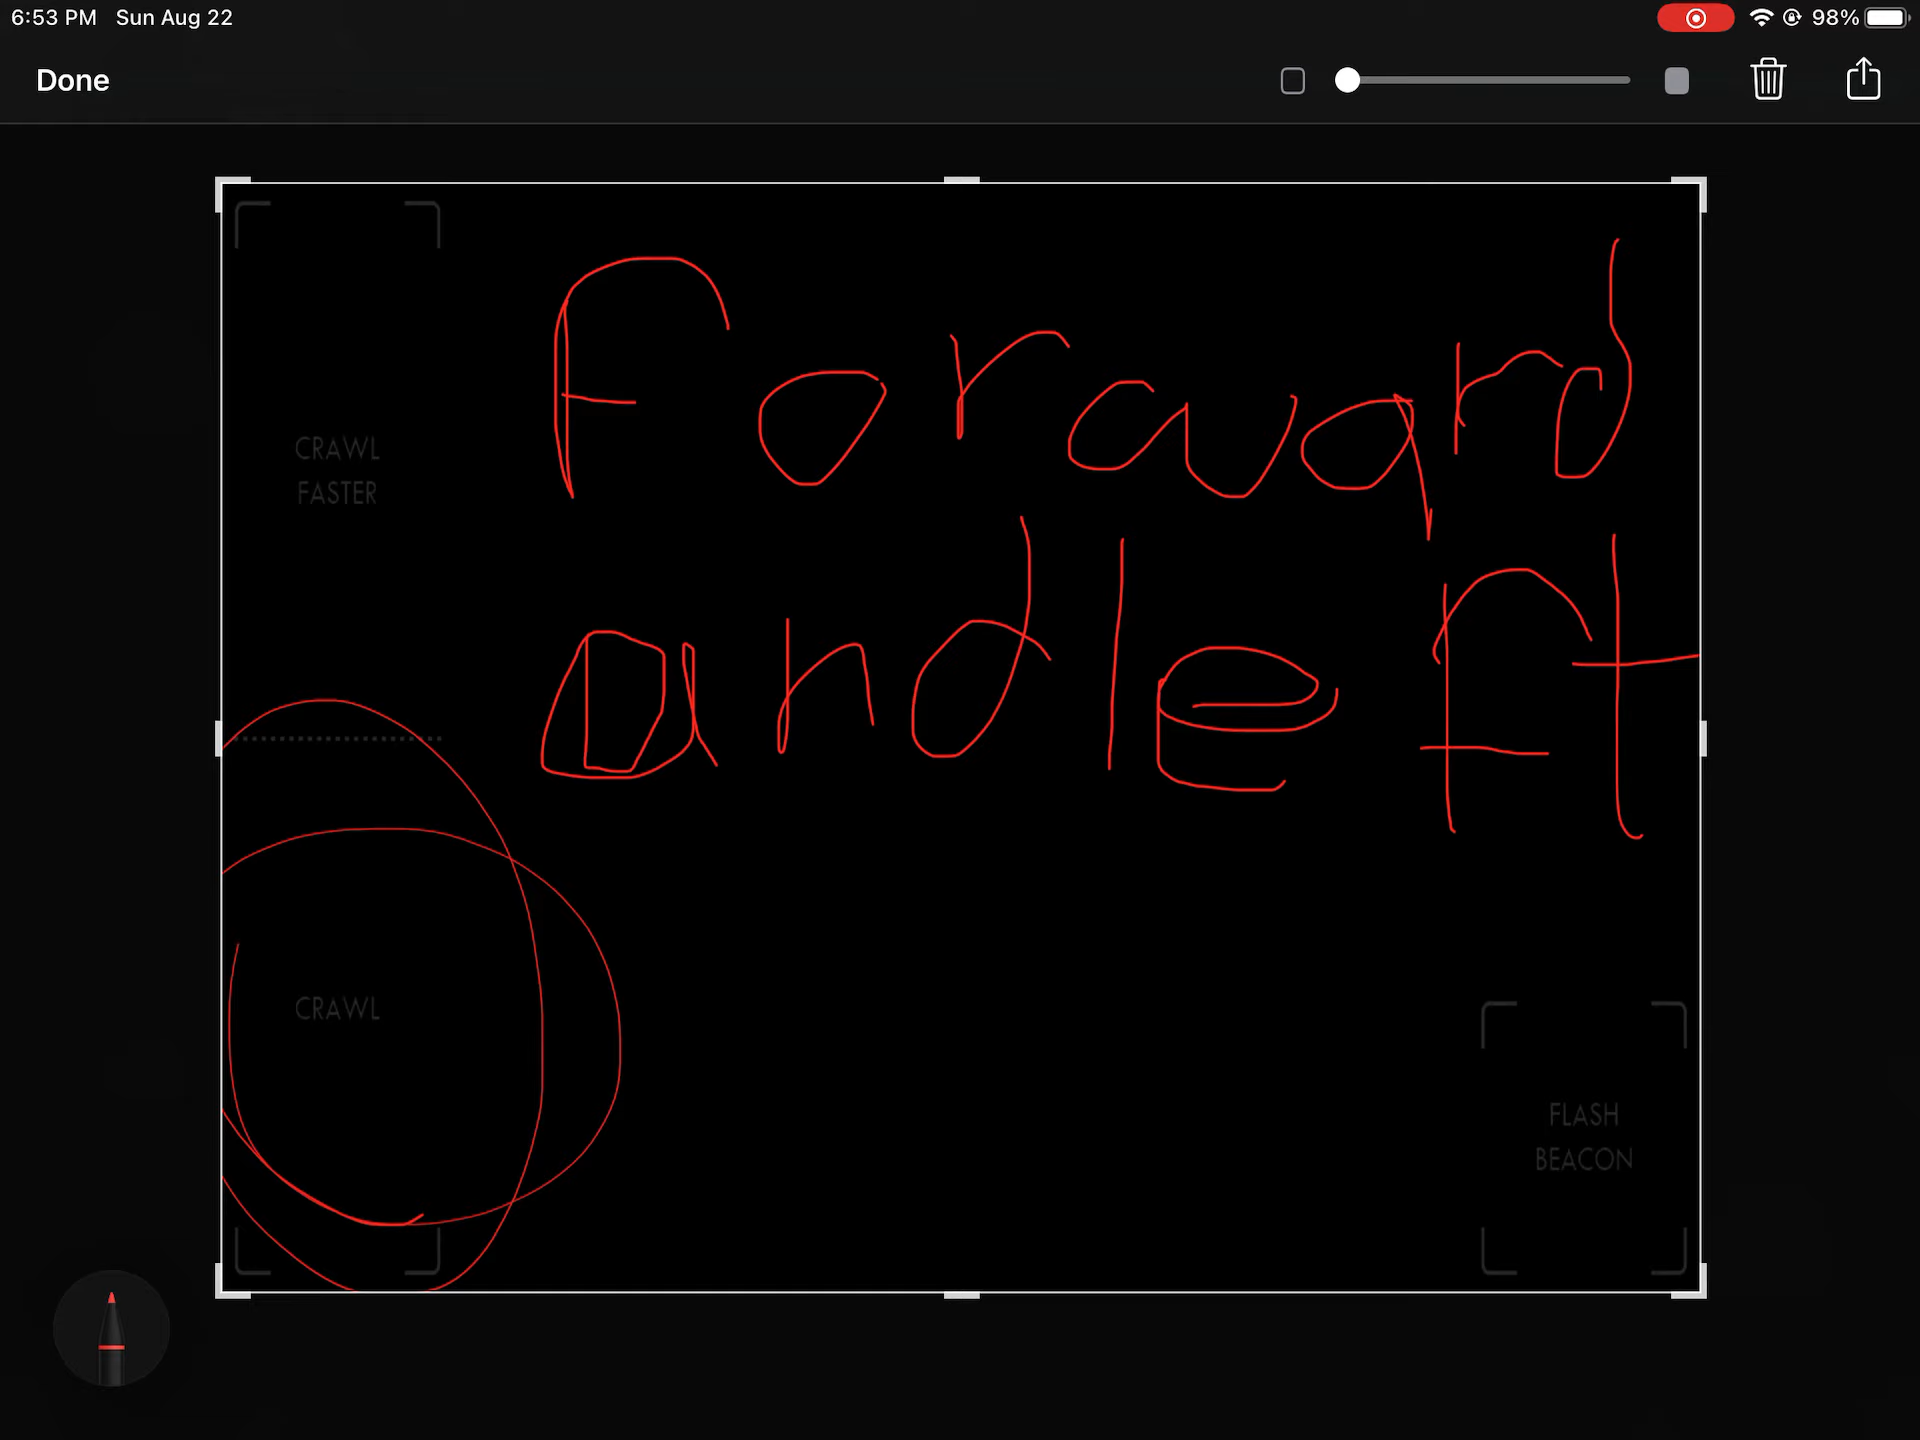 6:53 PM Sun Aug 22
98%
Done
Forward
and left
CRAWL
FASTER
CRAWL
FLASH
BEACON